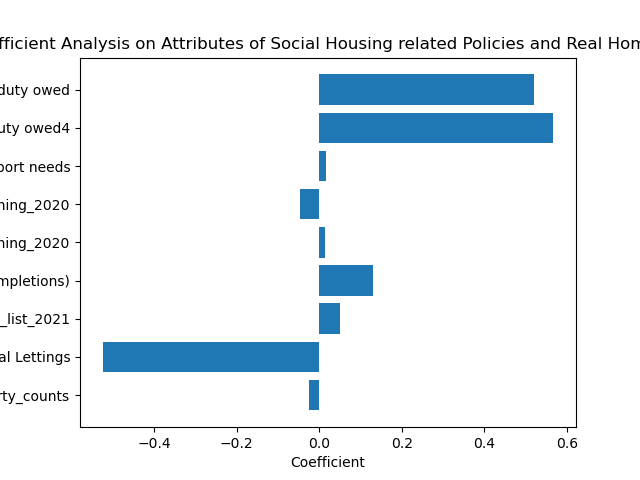 fficient Analysis on Attributes of Social Housing related Policies and Real Hom
duty owed
uty owed4
port needs
ning_2020
ning_2020
mpletions)
_list_2021
al Lettings
rty_counts
−0.4 −0.2 0.0 0.2 0.4 0.6
Coefficient